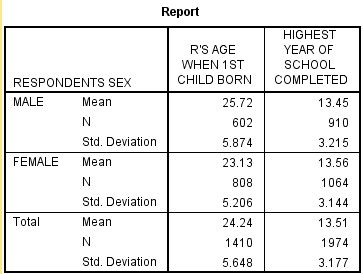 Report
RESPONDENTS SEX R'S AGE WHEN 1ST CHILD BORN HIGHEST YEAR OF SCHOOL COMPLETED
MALE Mean 25.72 13.45
N 602 910
Std. Deviation 5.874 3.215
FEMALE Mean 23.13 13.56
N 808 1064
Std. Deviation 5.206 3.144
Total Mean 24.24 13.51
N 1410 1974
Std. Deviation 5.648 3.177